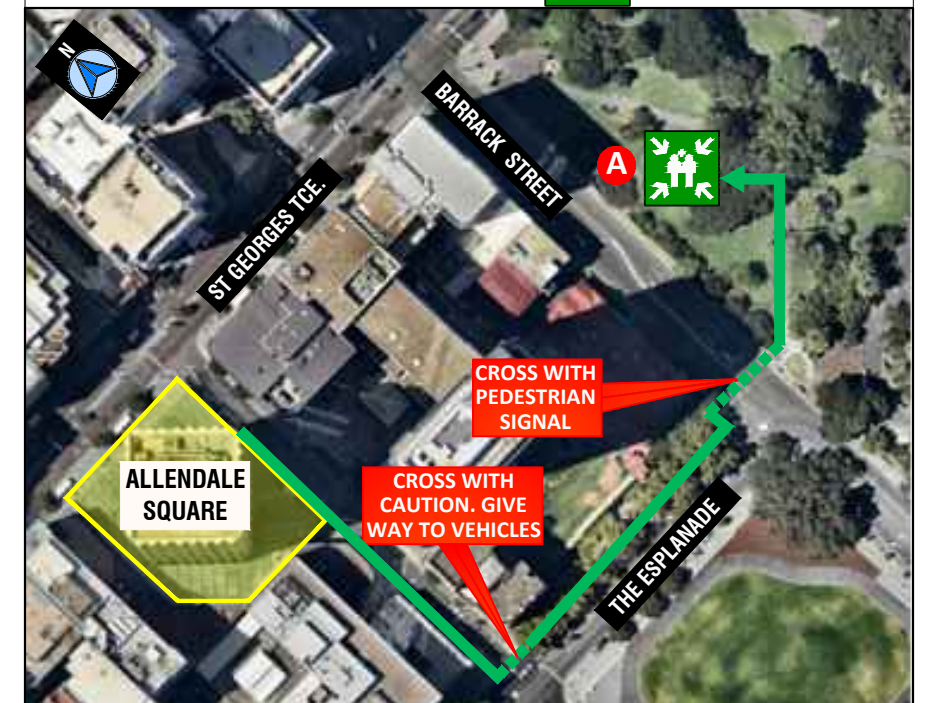 N
BARRACK STREET
A
ST GEORGES TCE.
CROSS WITH
PEDESTRIAN
SIGNAL
ALLENDALE
SQUARE
CROSS WITH
CAUTION. GIVE
WAY TO VEHICLES
THE ESPLANADE